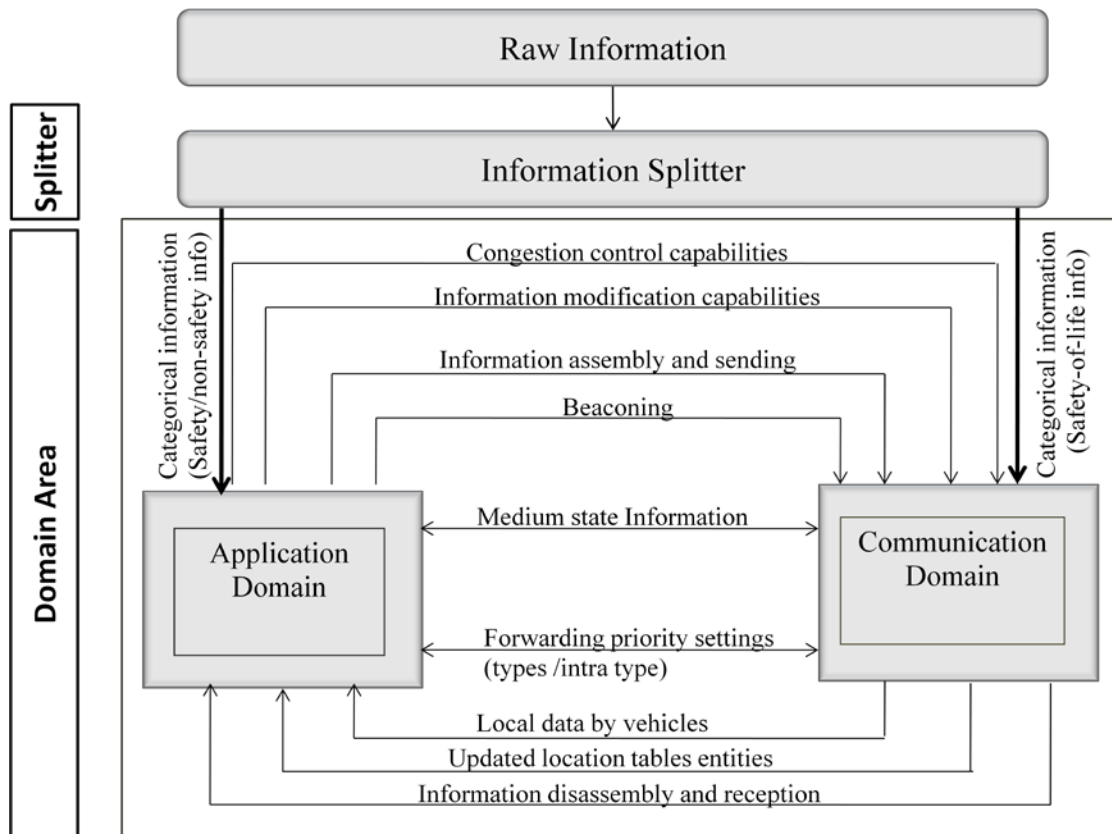 Raw Information
Splitter
Information Splitter
Domain Area
Categorical information
(Safety/non-safety info)
Congestion control capabilities
Information modification capabilities
Information assembly and sending
Beaconing
Categorical information
(Safety-of-life info)
Application
Domain
Medium state Information
Communication
Domain
Forwarding priority settings
(types /intra type)
Local data by vehicles
Updated location tables entities
Information disassembly and reception